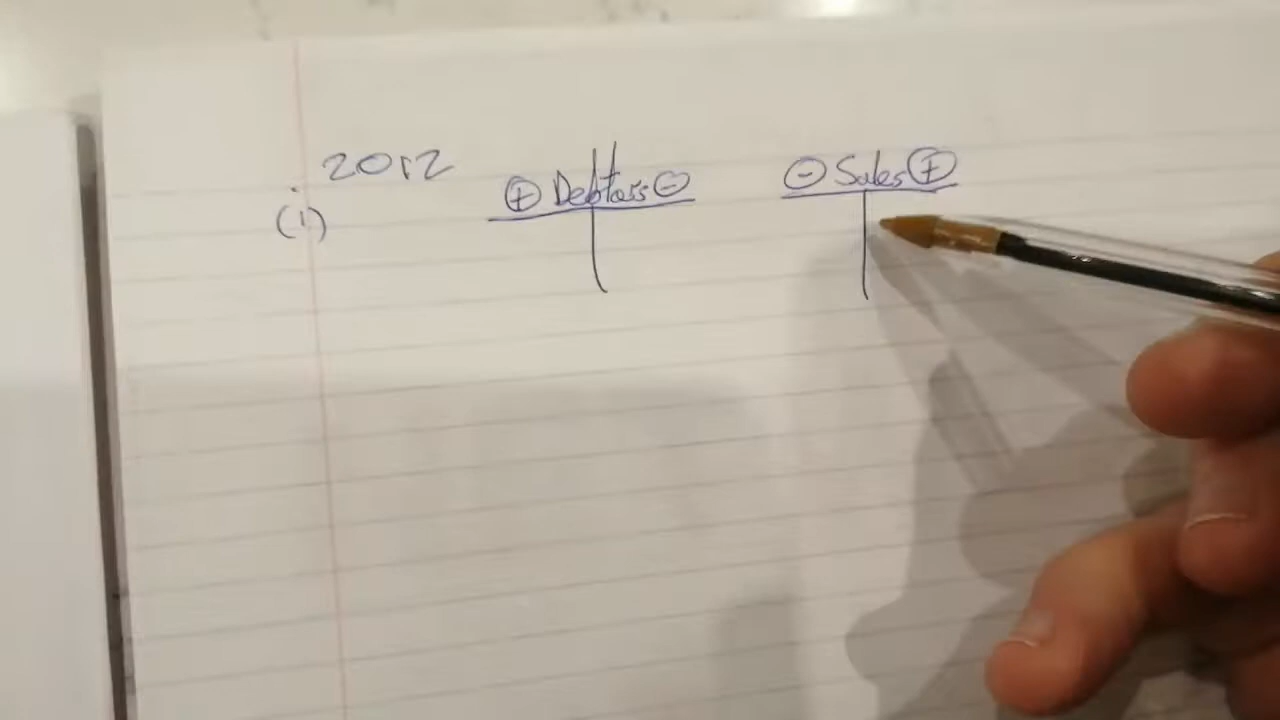 2012
(i) ⊕ Debtors ⊖ ⊖ Sales ⊕